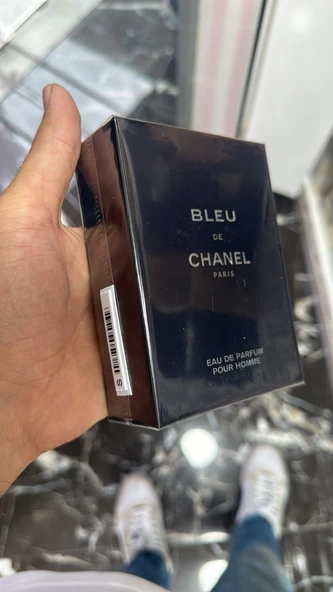 BLEU
DE
CHANEL
PARIS
EAU DE PARFUM
POUR HOMME
S